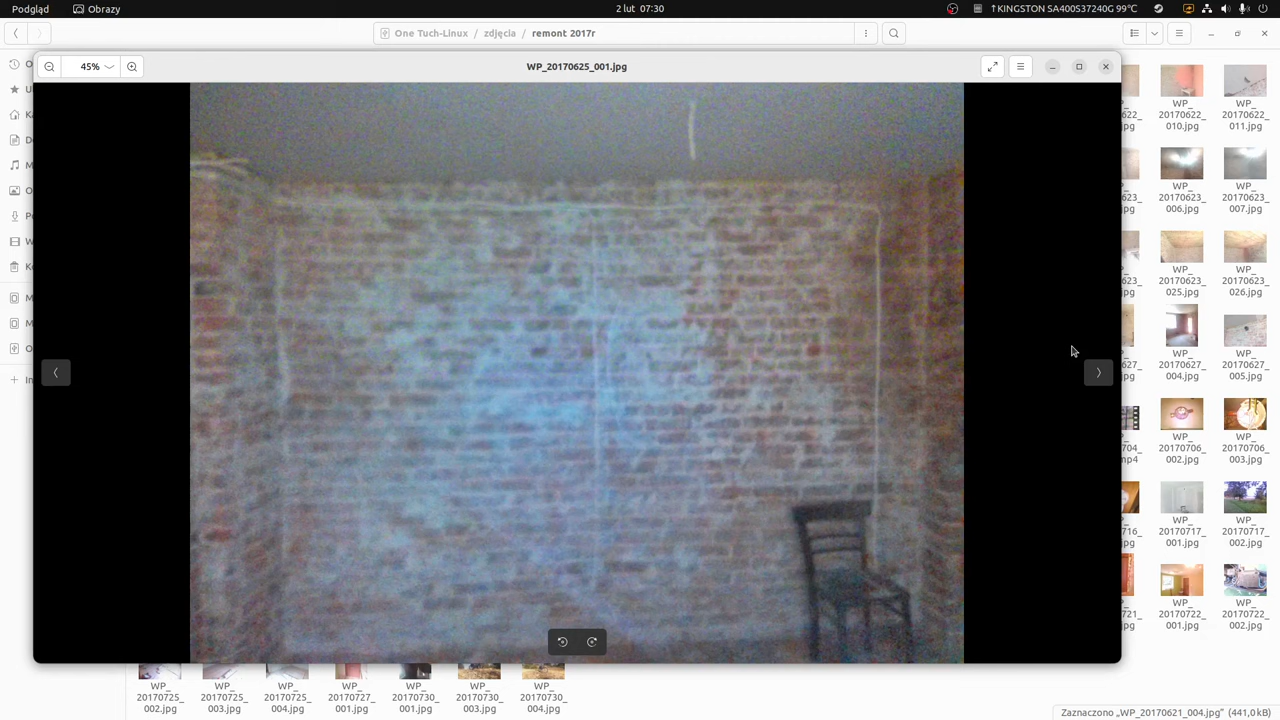 Podgląd
Obrazy
2 lut 07:30
↑KINGSTON SA400S37240G 99°C
One Tuch-Linux / zdjęcia / remont 2017r
45%
WP_20170625_001.jpg
WP_
20170622_
010.jpg
WP_
20170622_
011.jpg
WP_
20170623_
006.jpg
WP_
20170623_
007.jpg
WP_
20170623_
025.jpg
WP_
20170623_
026.jpg
WP_
20170627_
004.jpg
WP_
20170627_
005.jpg
WP_
20170706_
002.jpg
WP_
20170706_
003.jpg
WP_
20170717_
001.jpg
WP_
20170717_
002.jpg
WP_
20170722_
001.jpg
WP_
20170722_
002.jpg
WP_
20170725_
002.jpg
WP_
20170725_
003.jpg
WP_
20170725_
004.jpg
WP_
20170727_
001.jpg
WP_
20170730_
001.jpg
WP_
20170730_
003.jpg
WP_
20170730_
004.jpg
Zaznaczono „WP_20170621_004.jpg” (441,0 kB)